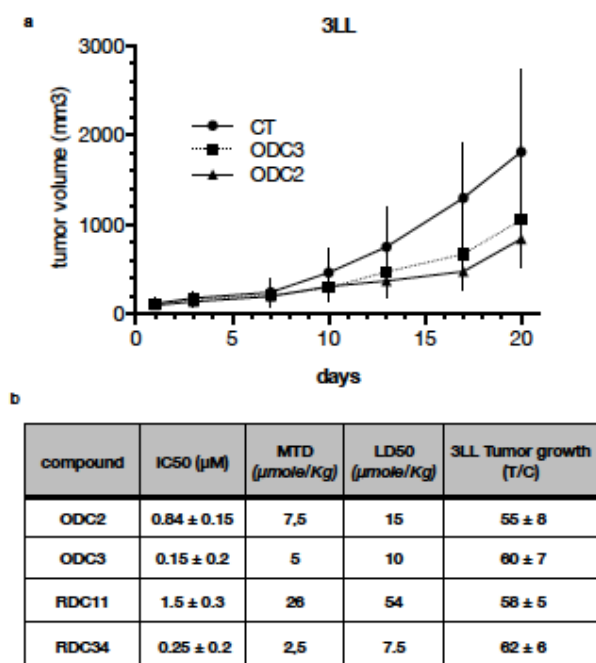 a
3LL
3000
2000
1000
0
tumor volume (mm3)
CT
ODC3
ODC2
0 5 10 15 20
days
b
compound IC50 (µM) MTD (µmole/Kg) LD50 (µmole/Kg) 3LL Tumor growth (T/C)
ODC2 0.84 ± 0.15 7,5 15 55 ± 8
ODC3 0.15 ± 0.2 5 10 60 ± 7
RDC11 1.5 ± 0.3 26 54 58 ± 5
RDC34 0.25 ± 0.2 2,5 7.5 62 ± 6